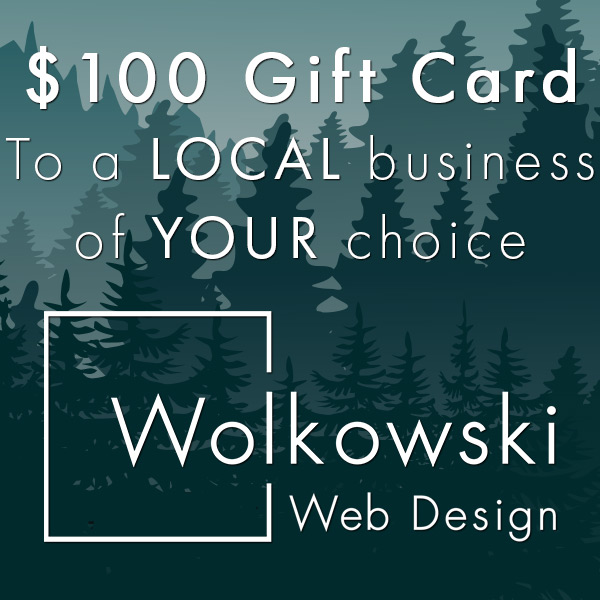 $100 Gift Card
To a LOCAL business
of YOUR choice
Wolkowski
Web Design